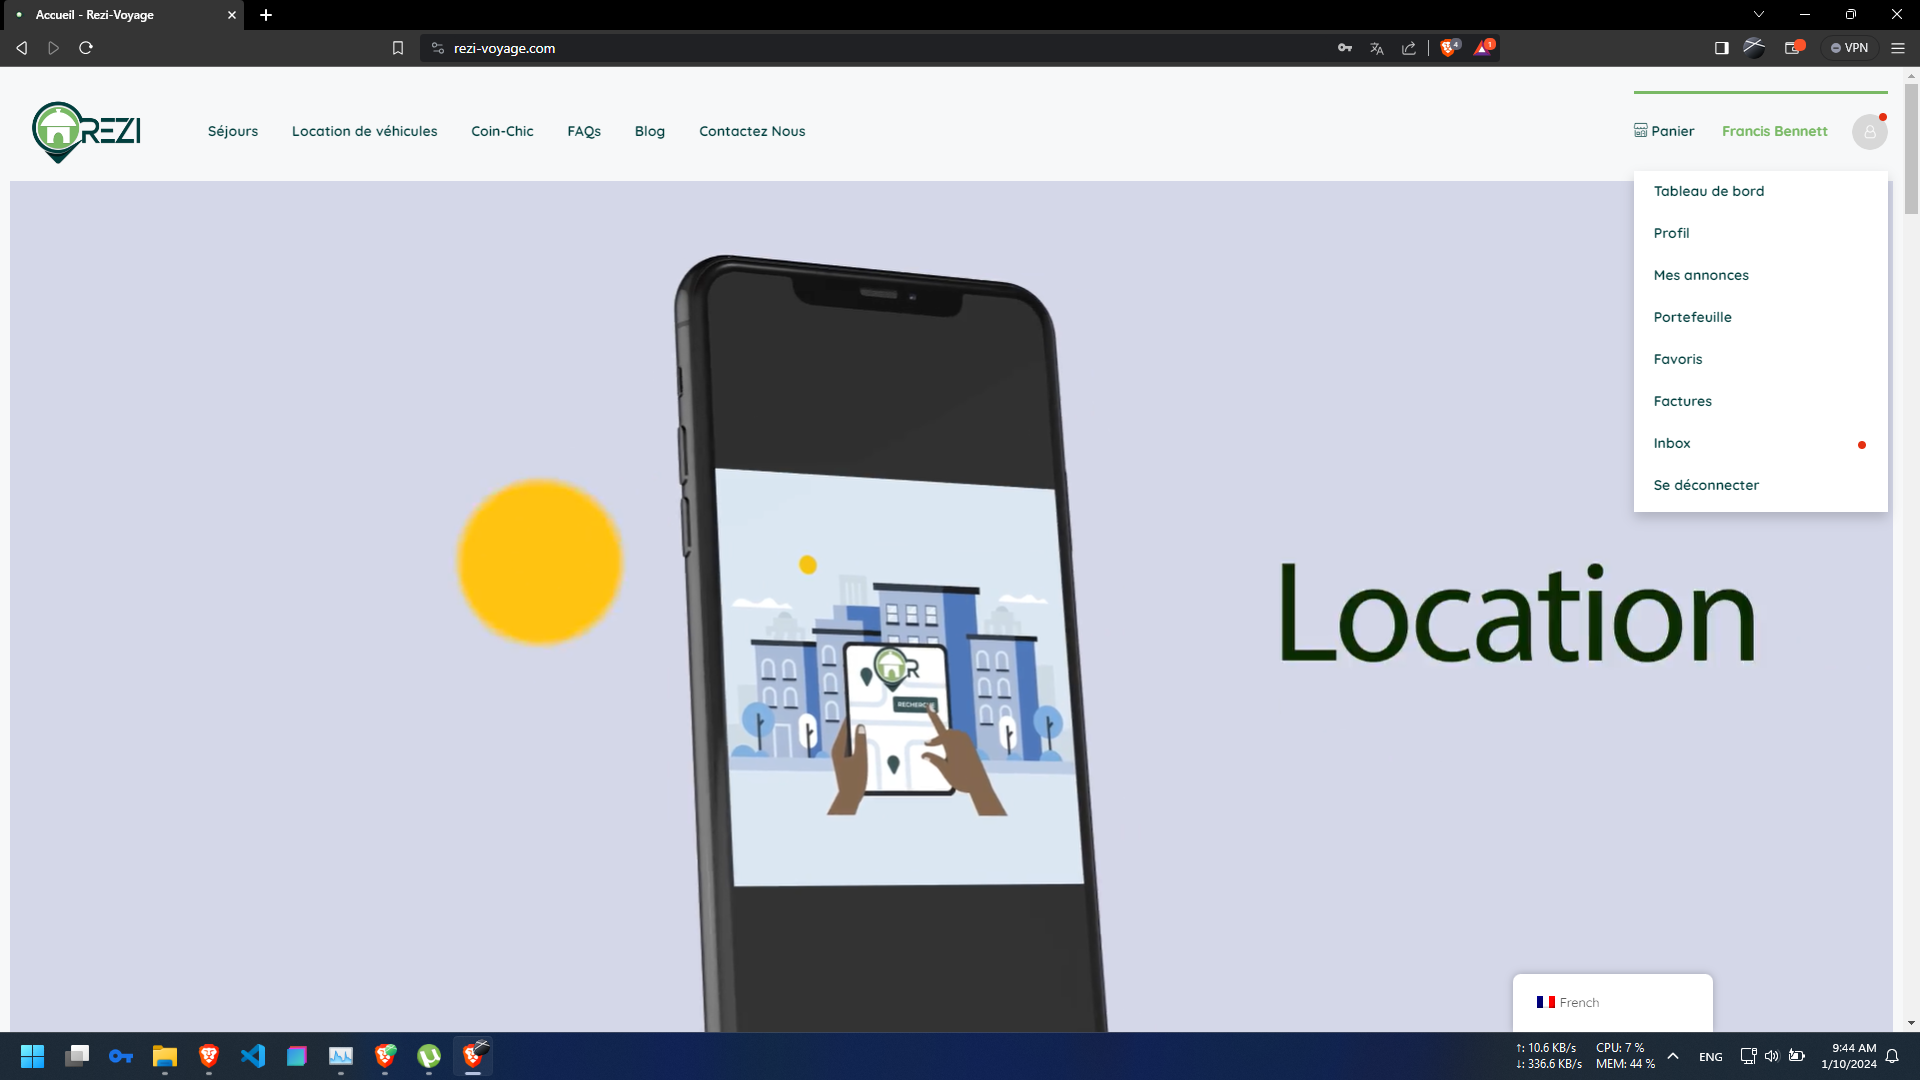 Accueil - Rezi-Voyage
rezi-voyage.com
4
1
VPN
REZI
Séjours
Location de véhicules
Coin-Chic
FAQs
Blog
Contactez Nous
Panier
Francis Bennett
Tableau de bord
Profil
Mes annonces
Portefeuille
Favoris
Factures
Inbox
Se déconnecter
Location
R
RECHERCHE
French
↑: 10.6 KB/s
↓: 336.6 KB/s
CPU: 7 %
MEM: 44 %
ENG
9:44 AM
1/10/2024